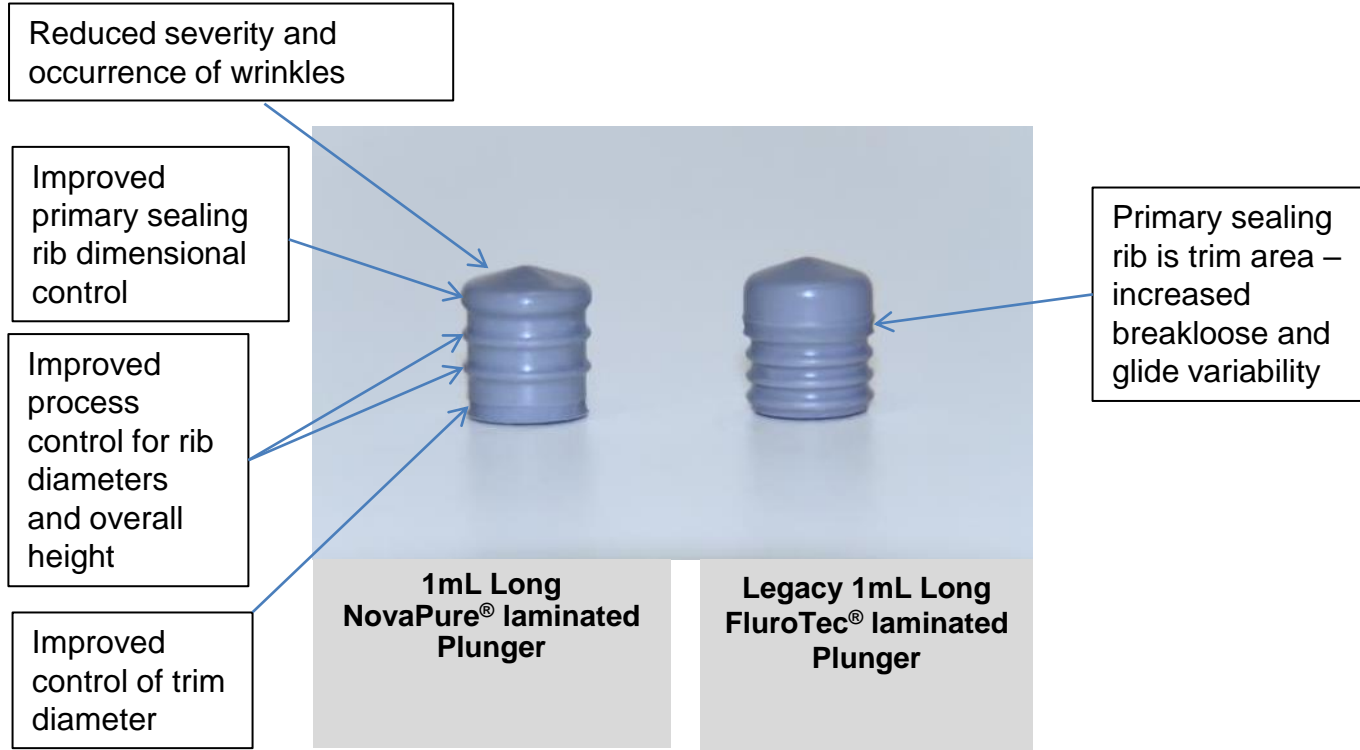 Reduced severity and
occurrence of wrinkles
Improved
primary sealing
rib dimensional
control
Improved
process
control for rib
diameters
and overall
height
Improved
control of trim
diameter
Primary sealing
rib is trim area –
increased
breakloose and
glide variability
1mL Long
NovaPure® laminated
Plunger
Legacy 1mL Long
FluroTec® laminated
Plunger